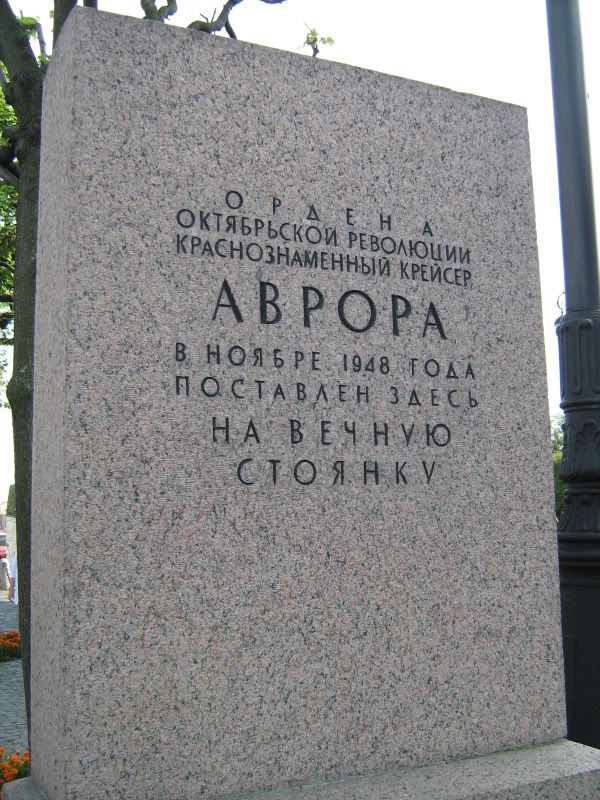 ОРДЕНА
ОКТЯБРЬСКОЙ РЕВОЛЮЦИИ
КРАСНОЗНАМЕННЫЙ КРЕЙСЕР
АВРОРА
В НОЯБРЕ 1948 ГОДА
ПОСТАВЛЕН ЗДЕСЬ
НА ВЕЧНУЮ
СТОЯНКУ